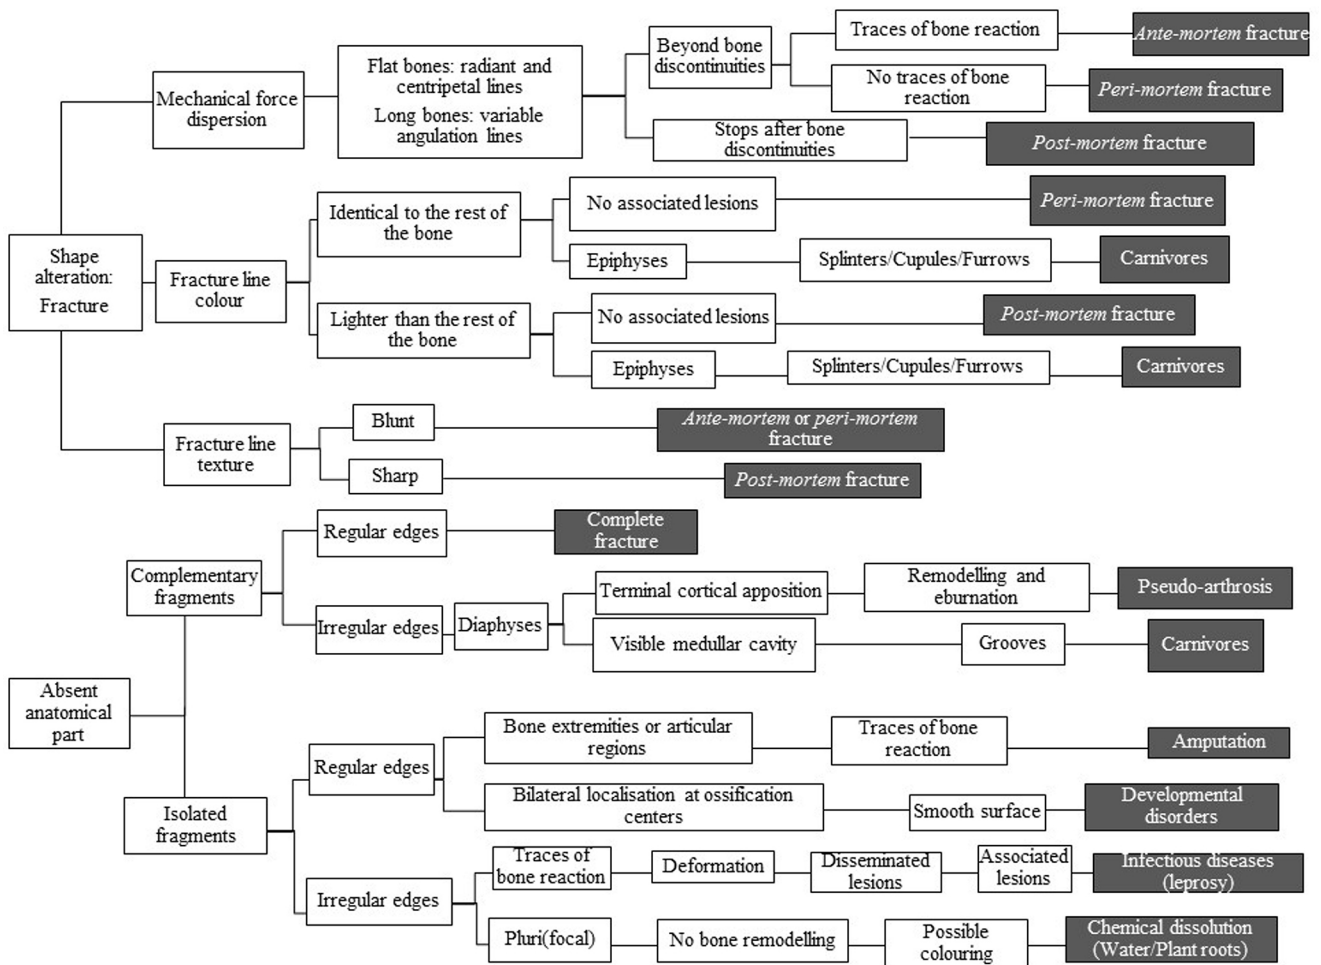 Shape
alteration:
Fracture
Mechanical force
dispersion
Flat bones: radiant and
centripetal lines
Long bones: variable
angulation lines
Beyond bone
discontinuities
Traces of bone reaction
Ante-mortem fracture
No traces of bone
reaction
Peri-mortem fracture
Stops after bone
discontinuities
Post-mortem fracture
Fracture line
colour
Identical to the rest of
the bone
No associated lesions
Peri-mortem fracture
Epiphyses
Splinters/Cupules/Furrows
Carnivores
Lighter than the rest of
the bone
No associated lesions
Post-mortem fracture
Epiphyses
Splinters/Cupules/Furrows
Carnivores
Fracture line
texture
Blunt
Ante-mortem or peri-mortem
fracture
Sharp
Post-mortem fracture
Absent
anatomical
part
Complementary
fragments
Regular edges
Complete
fracture
Irregular edges
Diaphyses
Terminal cortical apposition
Remodelling and
eburnation
Pseudo-arthrosis
Visible medullar cavity
Grooves
Carnivores
Isolated
fragments
Regular edges
Bone extremities or articular
regions
Traces of bone
reaction
Amputation
Bilateral localisation at ossification
centers
Smooth surface
Developmental
disorders
Irregular edges
Traces of
bone reaction
Deformation
Disseminated
lesions
Associated
lesions
Infectious diseases
(leprosy)
Pluri(focal)
No bone remodelling
Possible
colouring
Chemical dissolution
(Water/Plant roots)